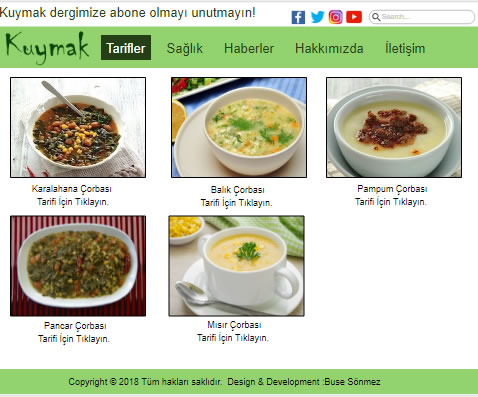 Kuymak dergimize abone olmayı unutmayın!
Search...
Kuymak Tarifler Sağlık Haberler Hakkımızda İletişim
Karalahana Çorbası
Tarifi İçin Tıklayın.
Balık Çorbası
Tarifi İçin Tıklayın.
Pampum Çorbası
Tarifi İçin Tıklayın.
Pancar Çorbası
Tarifi İçin Tıklayın.
Mısır Çorbası
Tarifi İçin Tıklayın.
Copyright © 2018 Tüm hakları saklıdır. Design & Development :Buse Sönmez